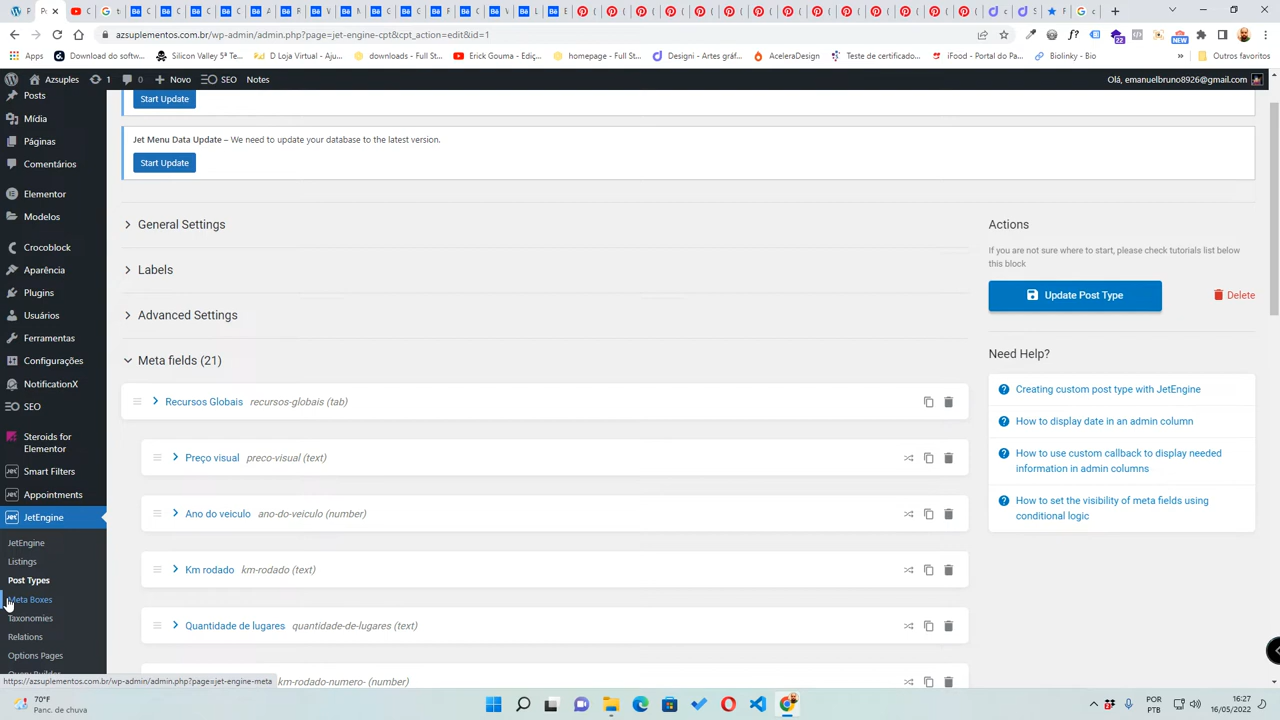 azsuplementos.com.br/wp-admin/admin.php?page=jet-engine-cpt&cpt_action=edit&id=1
Apps
Download do softw...
Silicon Valley 5ª Te...
D Loja Virtual - Aju...
downloads - Full St...
Erick Gouma - Ediç...
homepage - Full St...
Designi - Artes gráf...
AceleraDesign
Teste de certificado...
iFood - Portal do Pa...
Biolinky - Bio
»
Outros favoritos
Azsuples
1
0
Novo
SEO
Notes
Olá, emanuelbruno8926@gmail.com
Posts
Mídia
Páginas
Comentários
Elementor
Modelos
Crocoblock
Aparência
Plugins
Usuários
Ferramentas
Configurações
NotificationX
SEO
Steroids for
Elementor
Smart Filters
Appointments
JetEngine
JetEngine
Listings
Post Types
Meta Boxes
Taxonomies
Relations
Options Pages
Start Update
Jet Menu Data Update – We need to update your database to the latest version.
Start Update
General Settings
Labels
Advanced Settings
Meta fields (21)
Recursos Globais recursos-globais (tab)
Preço visual preco-visual (text)
Ano do veiculo ano-do-veiculo (number)
Km rodado km-rodado (text)
Quantidade de lugares quantidade-de-lugares (text)
km-rodado-numero- (number)
Actions
If you are not sure where to start, please check tutorials list below
this block
Update Post Type
Delete
Need Help?
Creating custom post type with JetEngine
How to display date in an admin column
How to use custom callback to display needed
information in admin columns
How to set the visibility of meta fields using
conditional logic
https://azsuplementos.com.br/wp-admin/admin.php?page=jet-engine-meta
70°F
Panc. de chuva
POR
PTB
16:27
16/05/2022